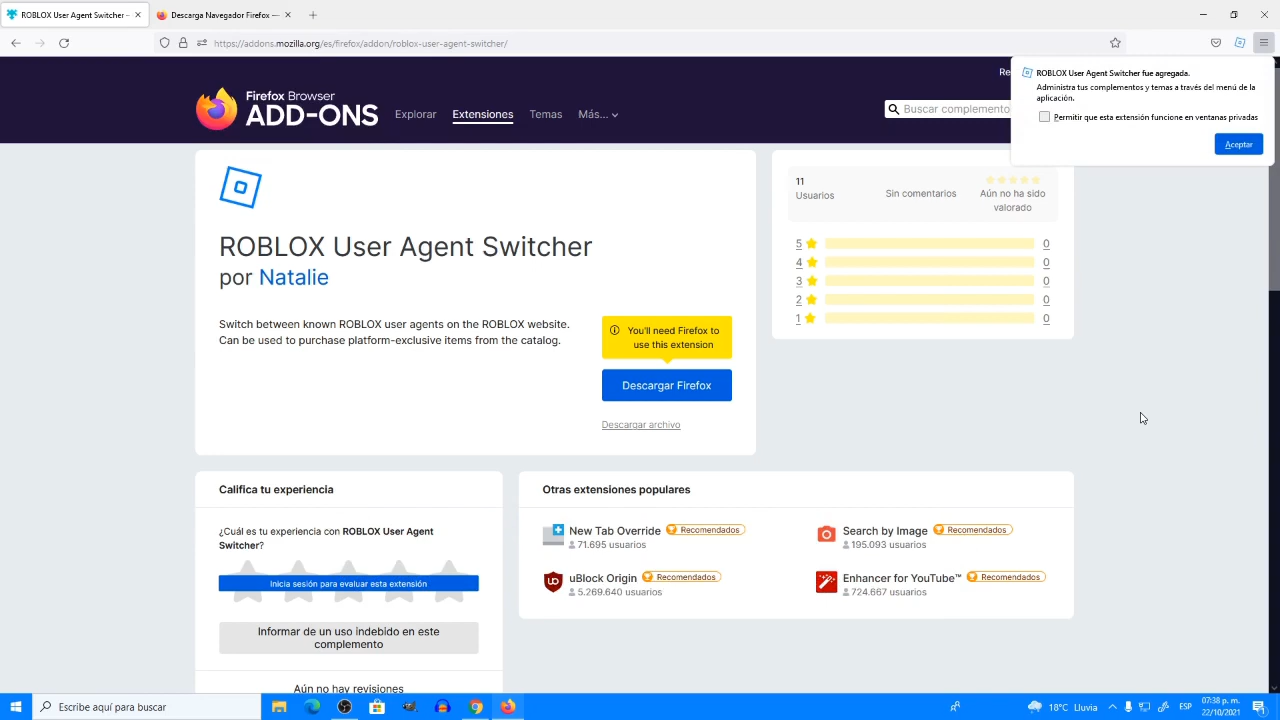 ROBLOX User Agent Switcher –
Descarga Navegador Firefox —
https://addons.mozilla.org/es/firefox/addon/roblox-user-agent-switcher/
Firefox Browser
ADD-ONS
Explorar
Extensiones
Temas
Más...
Buscar complemento
Re
ROBLOX User Agent Switcher fue agregada.
Administra tus complementos y temas a través del menú de la
aplicación.
Permitir que esta extensión funcione en ventanas privadas
Aceptar
ROBLOX User Agent Switcher
por Natalie
Switch between known ROBLOX user agents on the ROBLOX website.
Can be used to purchase platform-exclusive items from the catalog.
You'll need Firefox to
use this extension
Descargar Firefox
Descargar archivo
11
Usuarios
Sin comentarios
Aún no ha sido
valorado
5 0
4 0
3 0
2 0
1 0
Califica tu experiencia
¿Cuál es tu experiencia con ROBLOX User Agent
Switcher?
Inicia sesión para evaluar esta extensión
Informar de un uso indebido en este
complemento
Aún no hay revisiones
Otras extensiones populares
New Tab Override Recomendados
71.695 usuarios
Search by Image Recomendados
195.093 usuarios
uBlock Origin Recomendados
5.269.640 usuarios
Enhancer for YouTube™ Recomendados
724.667 usuarios
Escribe aquí para buscar
18°C Lluvia
ESP
07:38 p. m.
22/10/2021
1